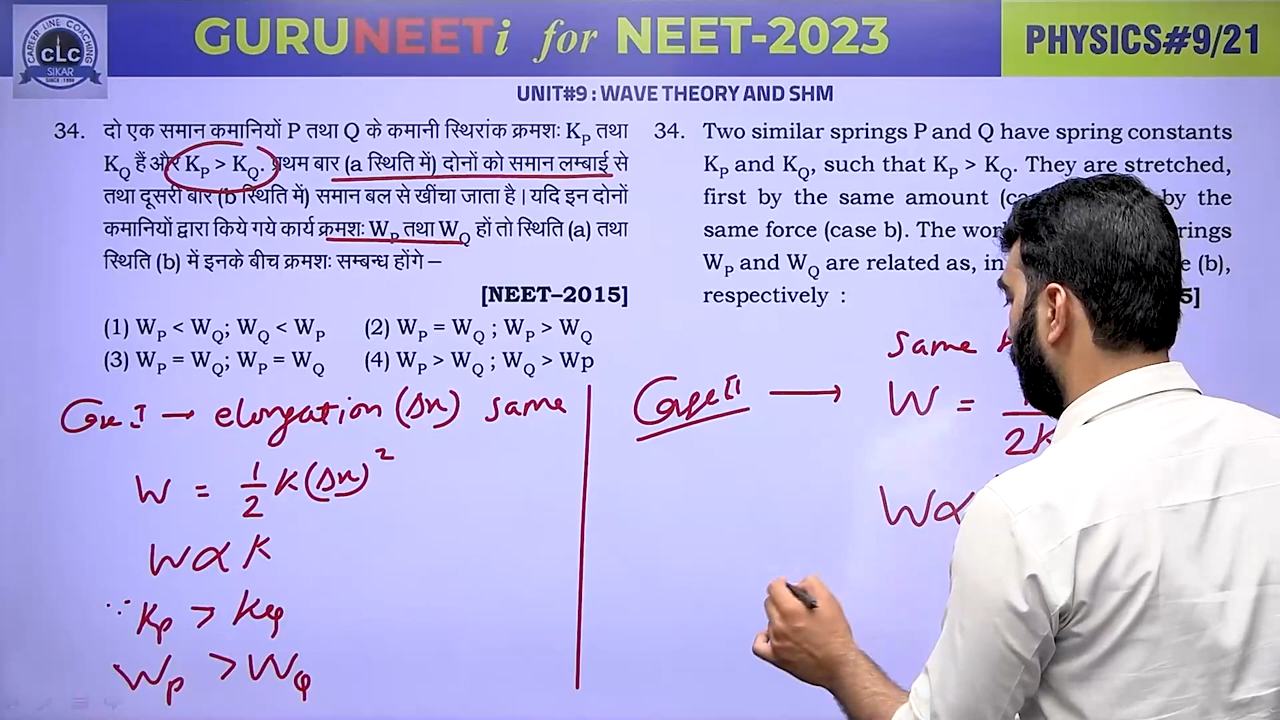 GURUNEETi for NEET-2023
PHYSICS#9/21
CAREER LINE COACHING
CLC
SIKAR
SINCE : 1996
UNIT#9 : WAVE THEORY AND SHM
34. दो एक समान कमानियों P तथा Q के कमानी स्थिरांक क्रमशः K_P तथा
K_Q हैं और K_P > K_Q. प्रथम बार (a स्थिति में) दोनों को समान लम्बाई से
तथा दूसरी बार (b स्थिति में) समान बल से खींचा जाता है। यदि इन दोनों
कमानियों द्वारा किये गये कार्य क्रमशः W_P तथा W_Q हों तो स्थिति (a) तथा
स्थिति (b) में इनके बीच क्रमशः सम्बन्ध होंगे –
[NEET–2015]
(1) W_P < W_Q; W_Q < W_P (2) W_P = W_Q ; W_P > W_Q
(3) W_P = W_Q; W_P = W_Q (4) W_P > W_Q ; W_Q > Wp
34. Two similar springs P and Q have spring constants
K_P and K_Q, such that K_P > K_Q. They are stretched,
first by the same amount by the
same force (case b). The
W_P and W_Q are related as, in (b),
respectively : 5]
Case I → elongation (Δx) same
W = 1/2 K(Δx)²
W α K
∵ K_P > K_Q
W_P > W_Q
Case II → same
W = 2K
W α